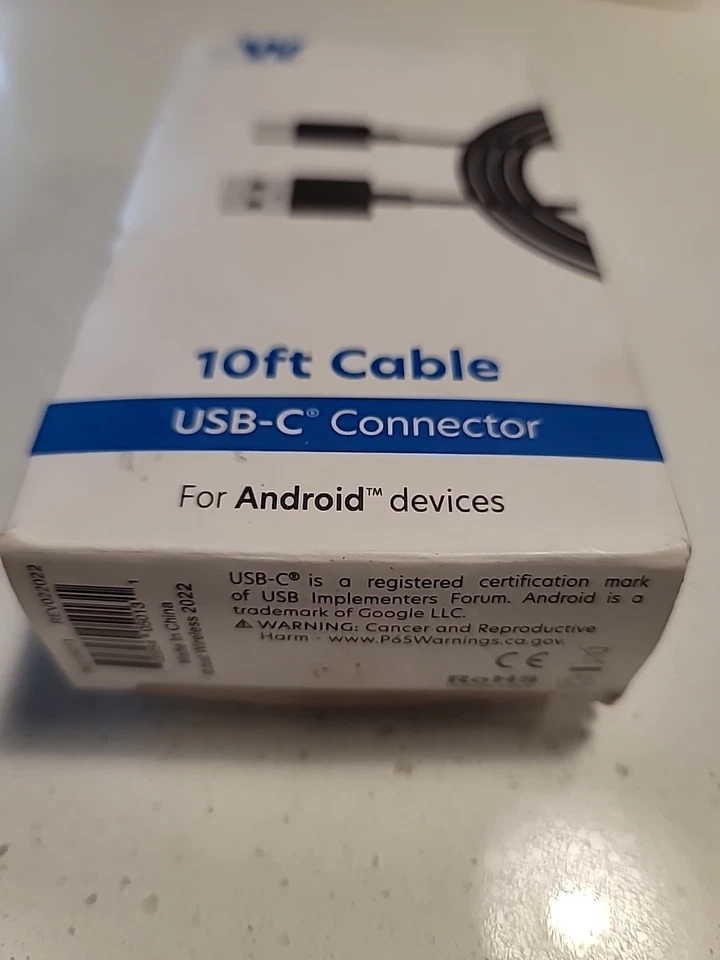 W
10ft Cable
USB-C® Connector
For Android™ devices
REV022022
Made In China
Wireless 2022
USB-C® is a registered certification mark
of USB Implementers Forum. Android is a
trademark of Google LLC.
⚠ WARNING: Cancer and Reproductive
Harm - www.P65Warnings.ca.gov.
CE
RoHS